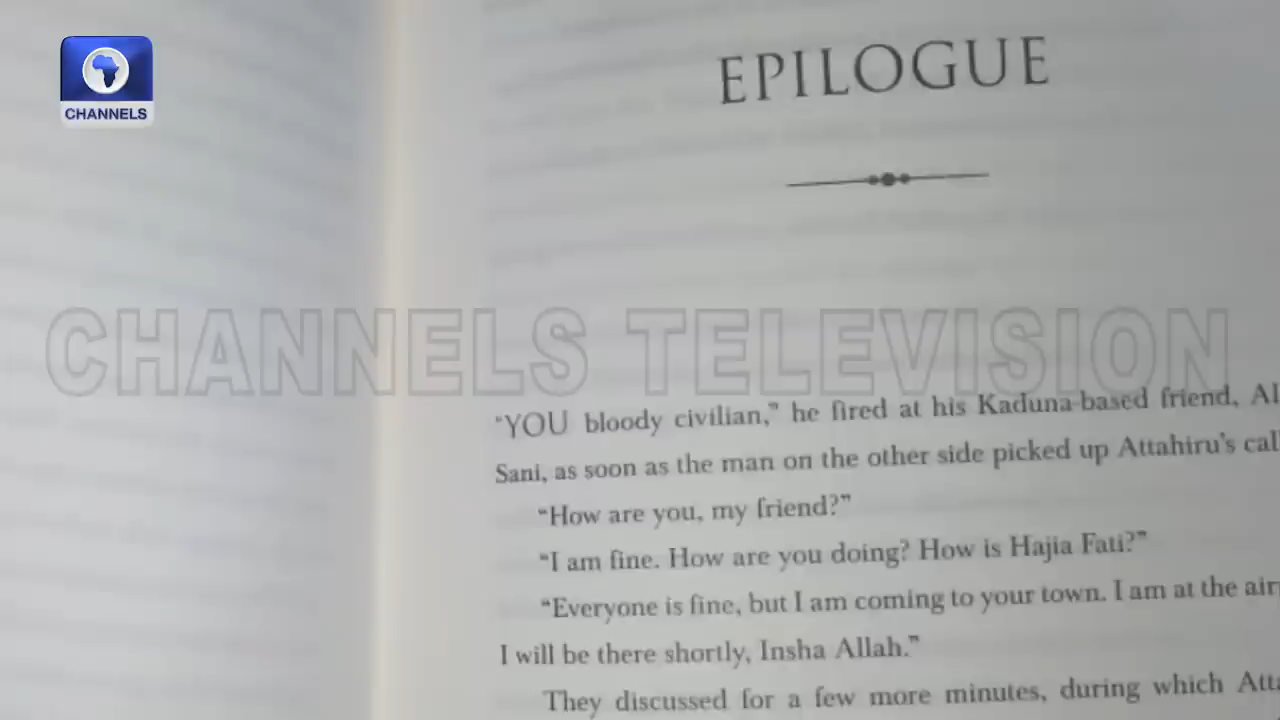 CHANNELS
EPILOGUE
CHANNELS TELEVISION
“YOU bloody civilian,” he fired at his Kaduna-based friend, Al
Sani, as soon as the man on the other side picked up Attahiru’s cal
“How are you, my friend?”
“I am fine. How are you doing? How is Hajia Fati?”
“Everyone is fine, but I am coming to your town. I am at the air
I will be there shortly, Insha Allah.”
They discussed for a few more minutes, during which Atta